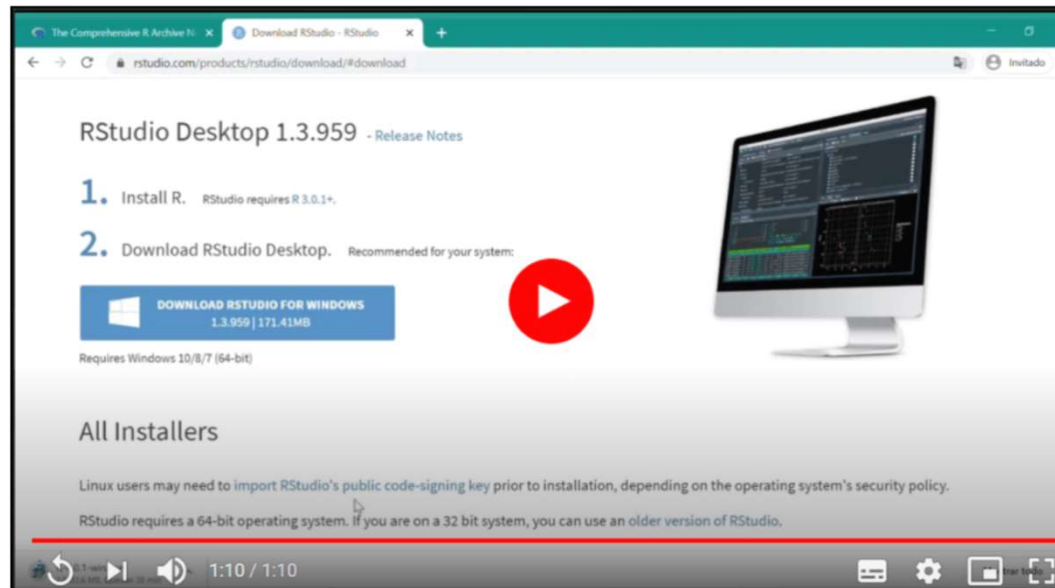 The Comprehensive R Archive N
Download RStudio - RStudio
rstudio.com/products/rstudio/download/#download
Invitado
RStudio Desktop 1.3.959 - Release Notes
1. Install R. RStudio requires R 3.0.1+.
2. Download RStudio Desktop. Recommended for your system:
DOWNLOAD RSTUDIO FOR WINDOWS
1.3.959 | 171.41MB
Requires Windows 10/8/7 (64-bit)
All Installers
Linux users may need to import RStudio's public code-signing key prior to installation, depending on the operating system's security policy.
RStudio requires a 64-bit operating system. If you are on a 32 bit system, you can use an older version of RStudio.
1:10 / 1:10